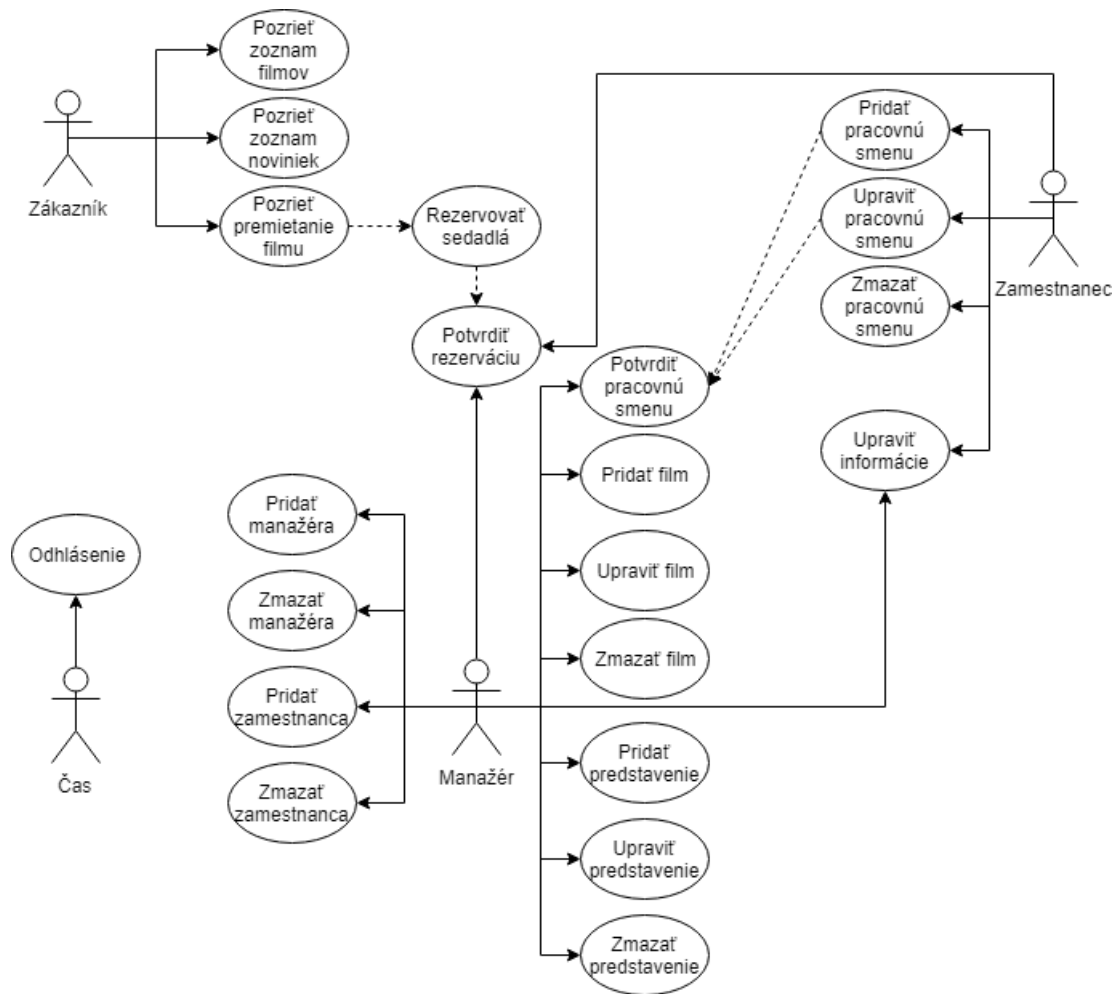 Pozrieť
zoznam
filmov
Pozrieť
zoznam
noviniek
Pozrieť
premietanie
filmu
Zákazník
Rezervovať
sedadlá
Potvrdiť
rezerváciu
Pridať
pracovnú
smenu
Upraviť
pracovnú
smenu
Zmazať
pracovnú
smenu
Zamestnanec
Potvrdiť
pracovnú
smenu
Upraviť
informácie
Pridať film
Upraviť film
Zmazať film
Pridať
manažéra
Zmazať
manažéra
Pridať
zamestnanca
Zmazať
zamestnanca
Odhlásenie
Čas
Manažér
Pridať
predstavenie
Upraviť
predstavenie
Zmazať
predstavenie